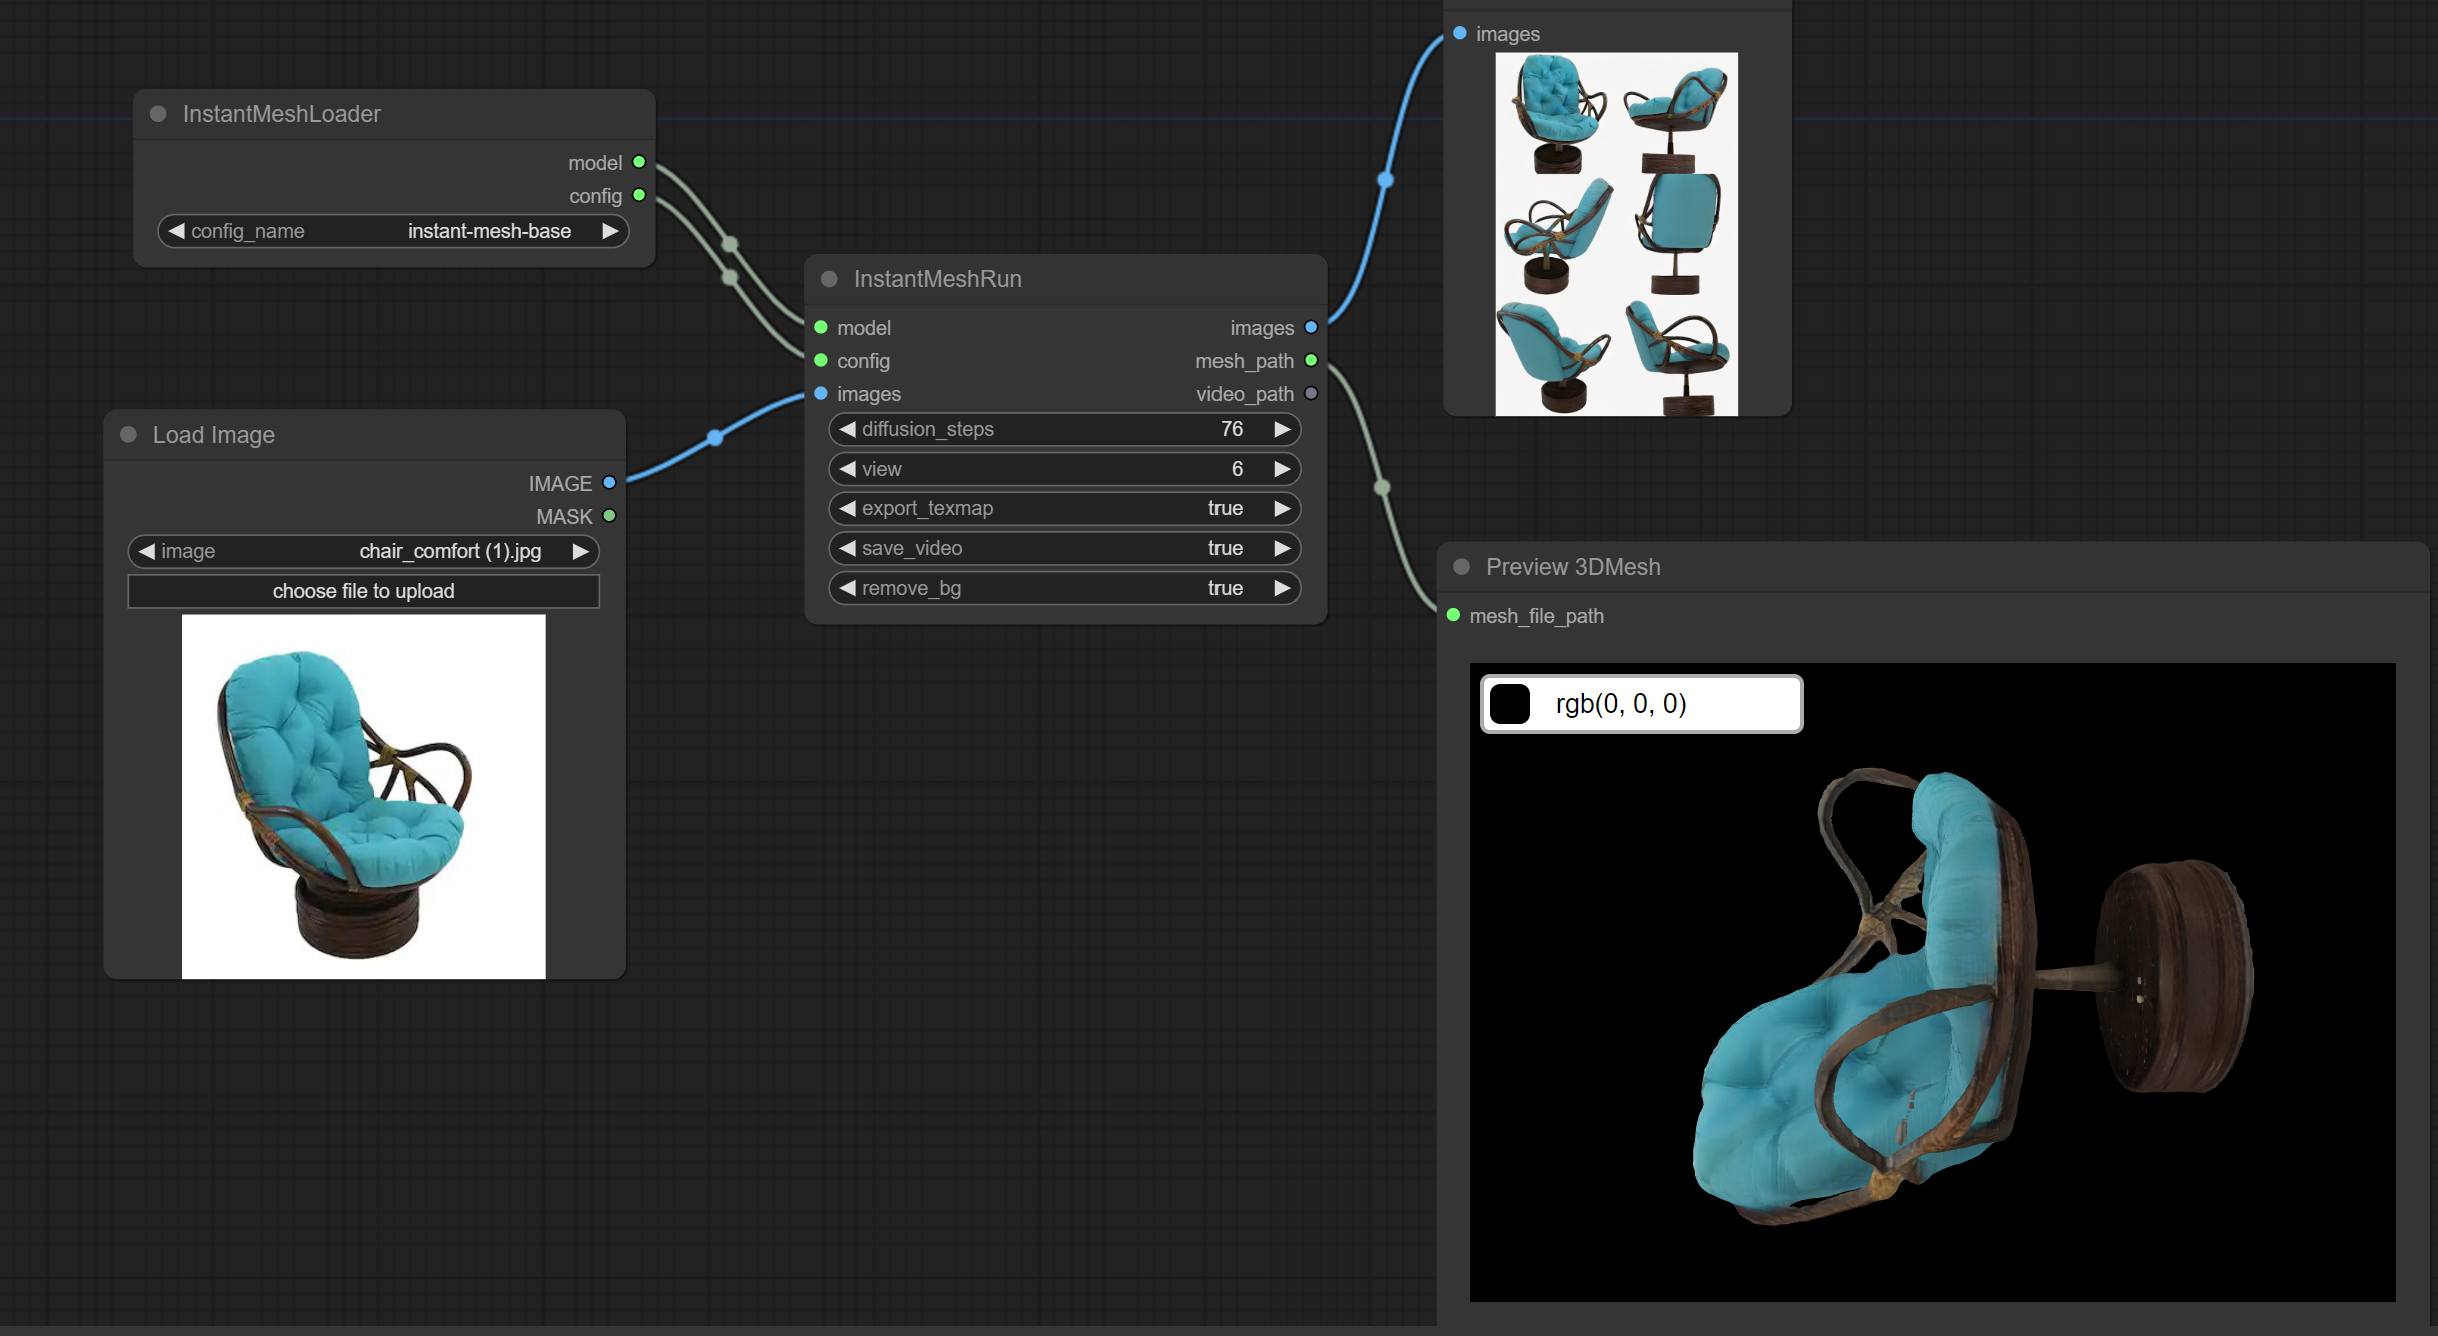 InstantMeshLoader
model
config
config_name instant-mesh-base
Load Image
IMAGE
MASK
image chair_comfort (1).jpg
choose file to upload
InstantMeshRun
model images
config mesh_path
images video_path
diffusion_steps 76
view 6
export_texmap true
save_video true
remove_bg true
images
Preview 3DMesh
mesh_file_path
rgb(0, 0, 0)